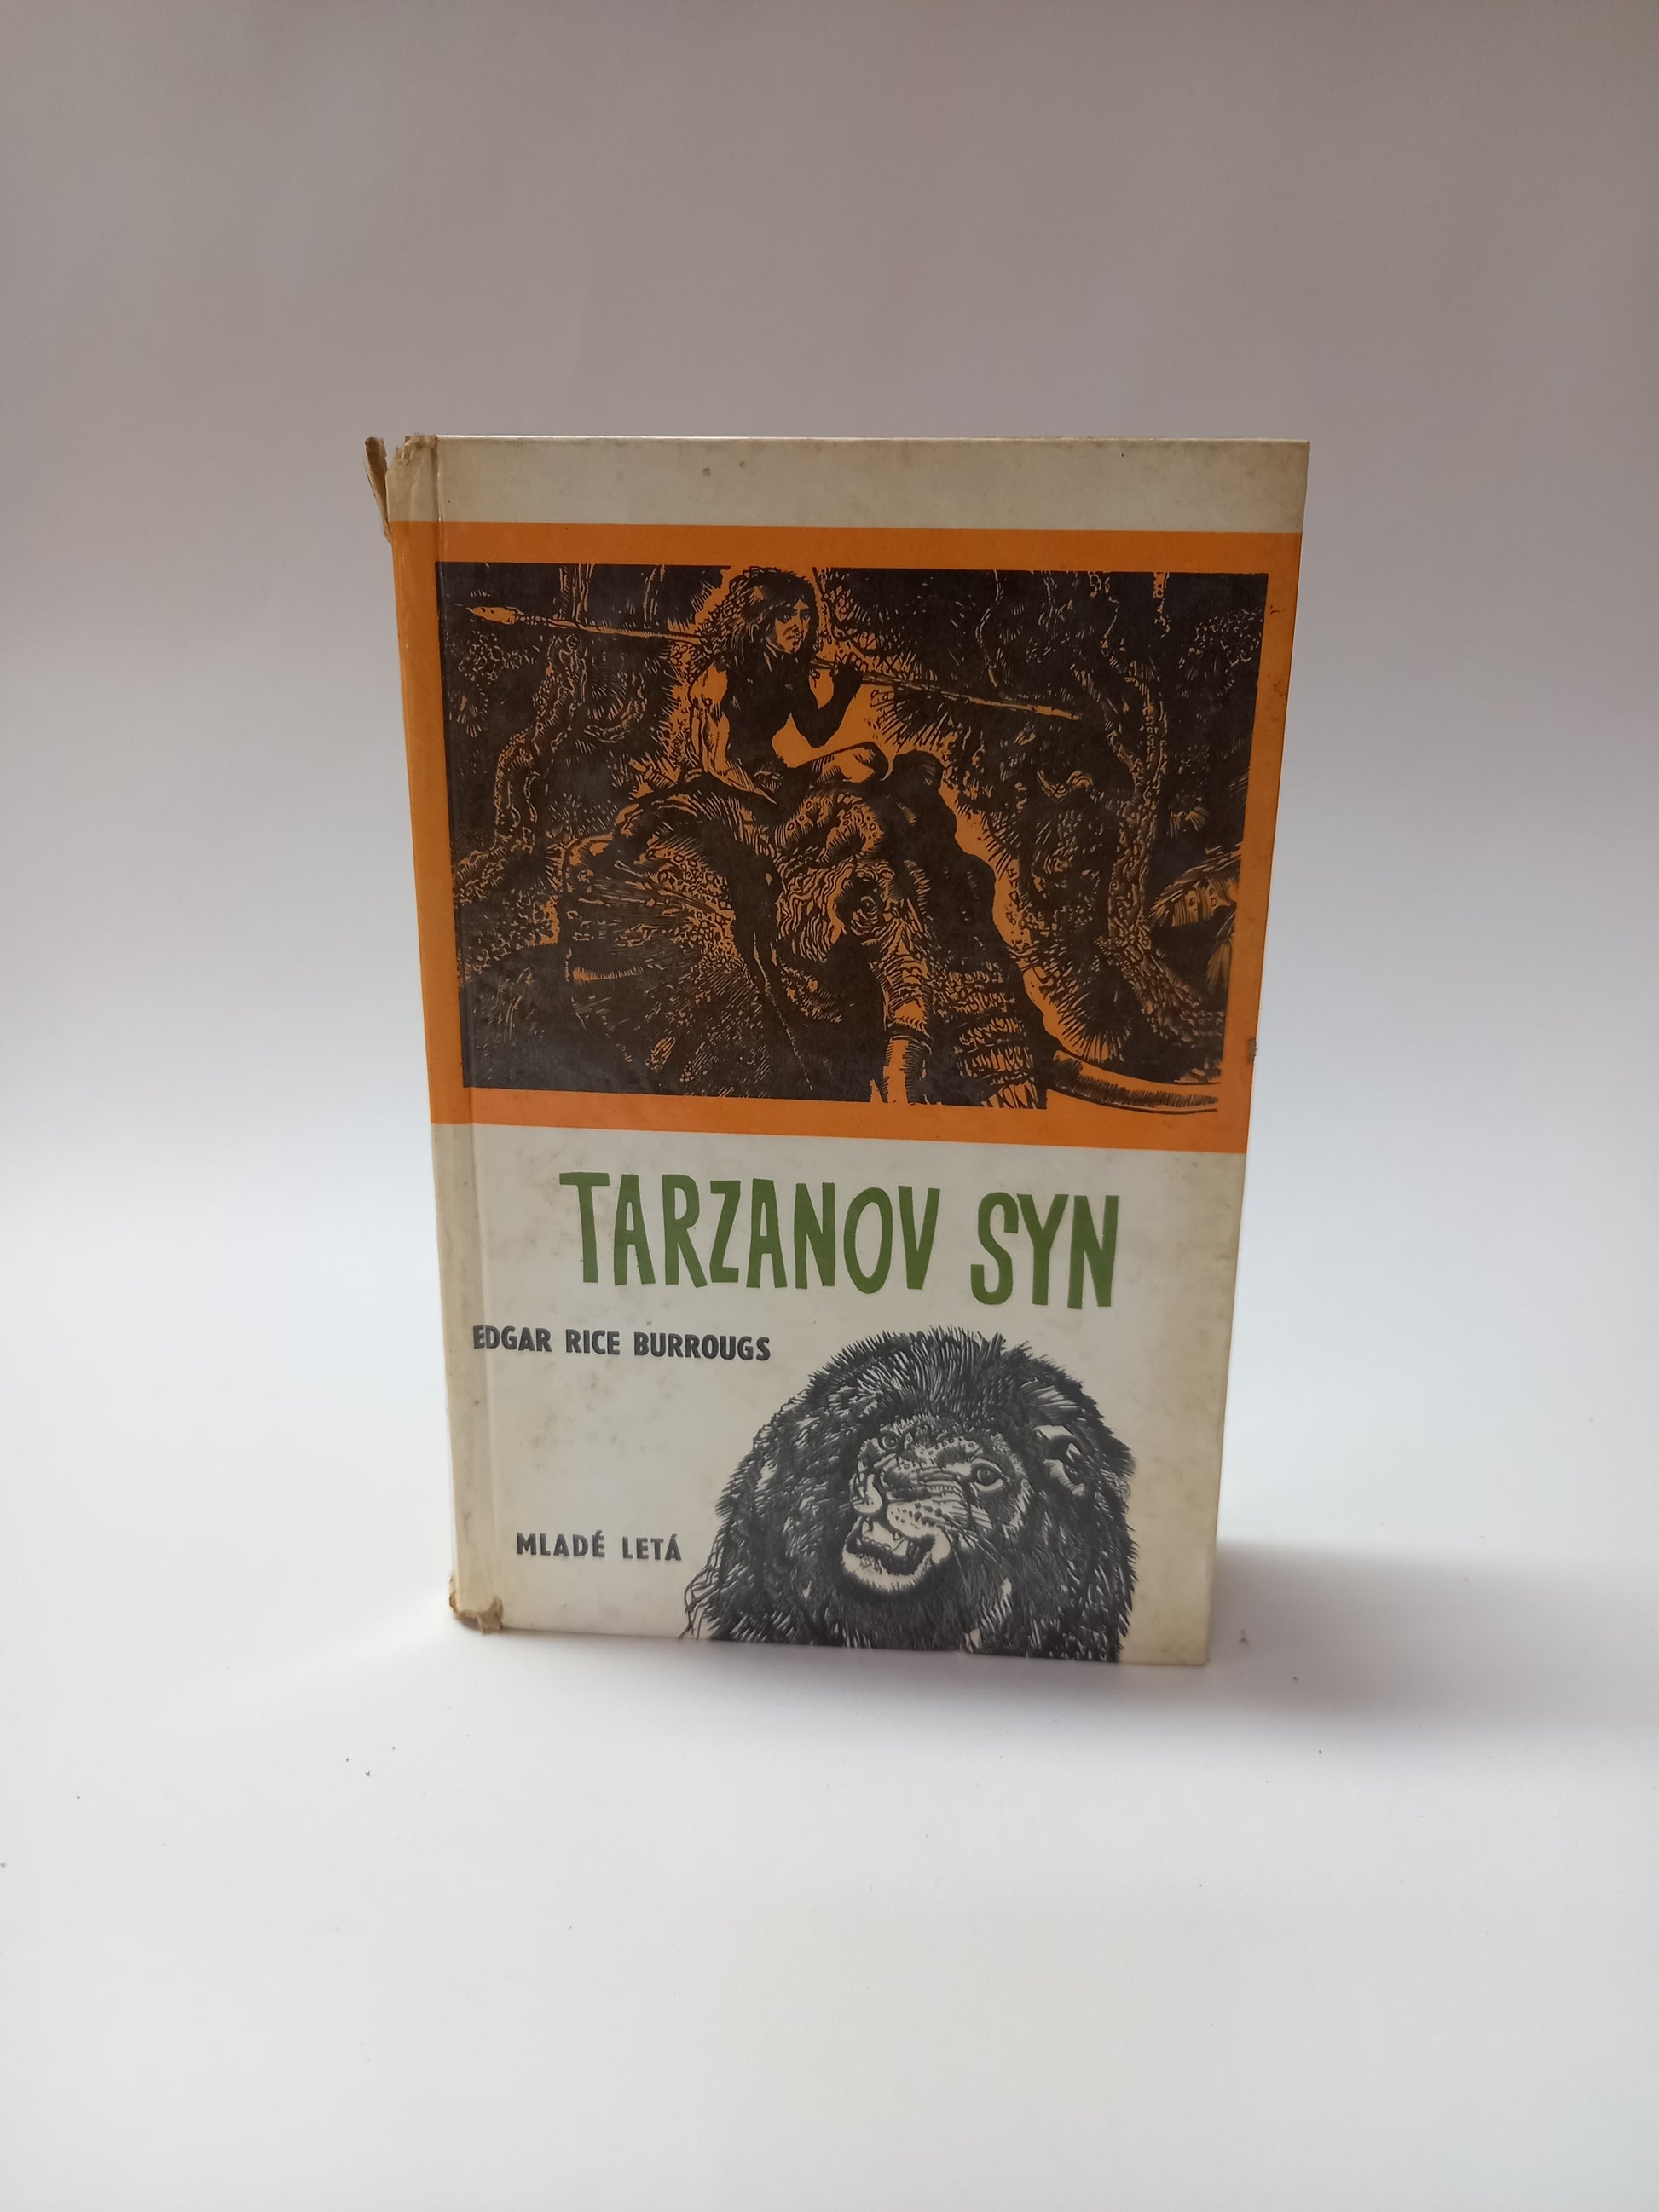 TARZANOV SYN
EDGAR RICE BURROUGS
MLADÉ LETÁ